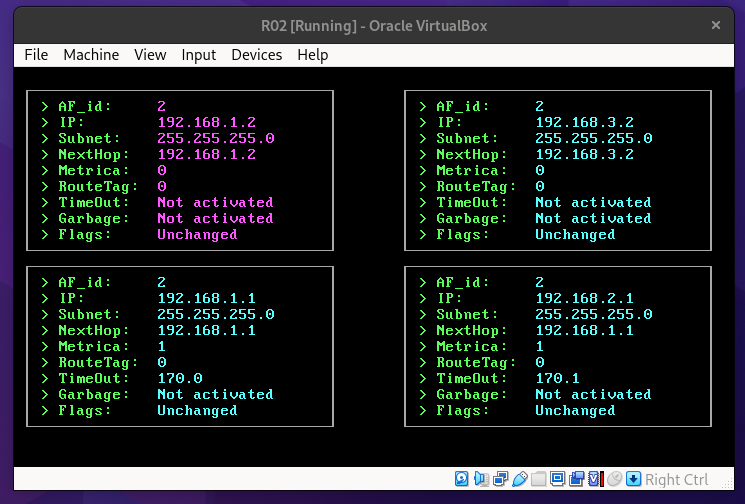 R02 [Running] - Oracle VirtualBox
File Machine View Input Devices Help
> AF_id: 2
> IP: 192.168.1.2
> Subnet: 255.255.255.0
> NextHop: 192.168.1.2
> Metrica: 0
> RouteTag: 0
> TimeOut: Not activated
> Garbage: Not activated
> Flags: Unchanged
> AF_id: 2
> IP: 192.168.3.2
> Subnet: 255.255.255.0
> NextHop: 192.168.3.2
> Metrica: 0
> RouteTag: 0
> TimeOut: Not activated
> Garbage: Not activated
> Flags: Unchanged
> AF_id: 2
> IP: 192.168.1.1
> Subnet: 255.255.255.0
> NextHop: 192.168.1.1
> Metrica: 1
> RouteTag: 0
> TimeOut: 170.0
> Garbage: Not activated
> Flags: Unchanged
> AF_id: 2
> IP: 192.168.2.1
> Subnet: 255.255.255.0
> NextHop: 192.168.1.1
> Metrica: 1
> RouteTag: 0
> TimeOut: 170.1
> Garbage: Not activated
> Flags: Unchanged
Right Ctrl